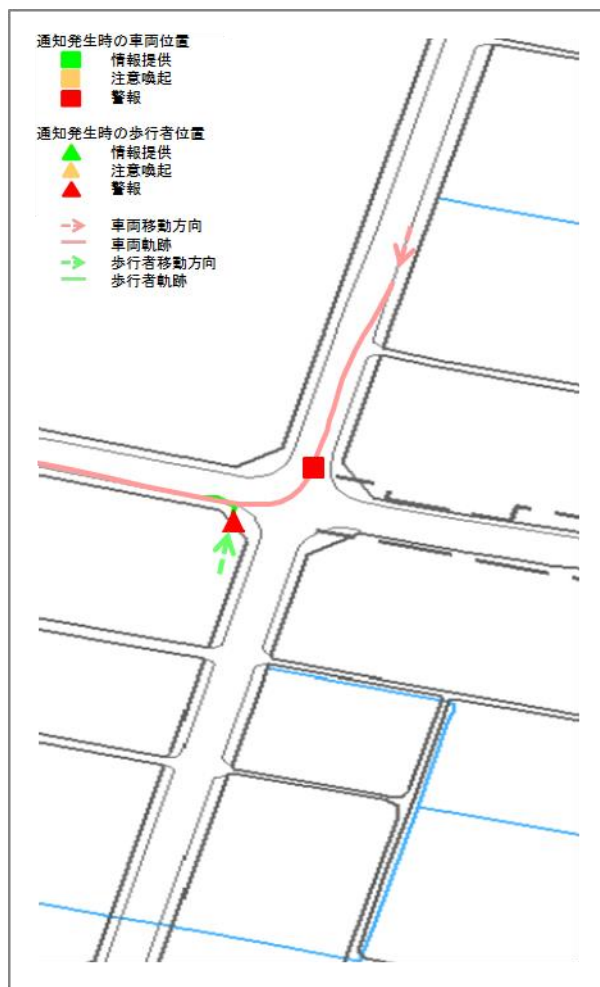 通知発生時の車両位置
情報提供
注意喚起
警報
通知発生時の歩行者位置
情報提供
注意喚起
警報
車両移動方向
車両軌跡
歩行者移動方向
歩行者軌跡